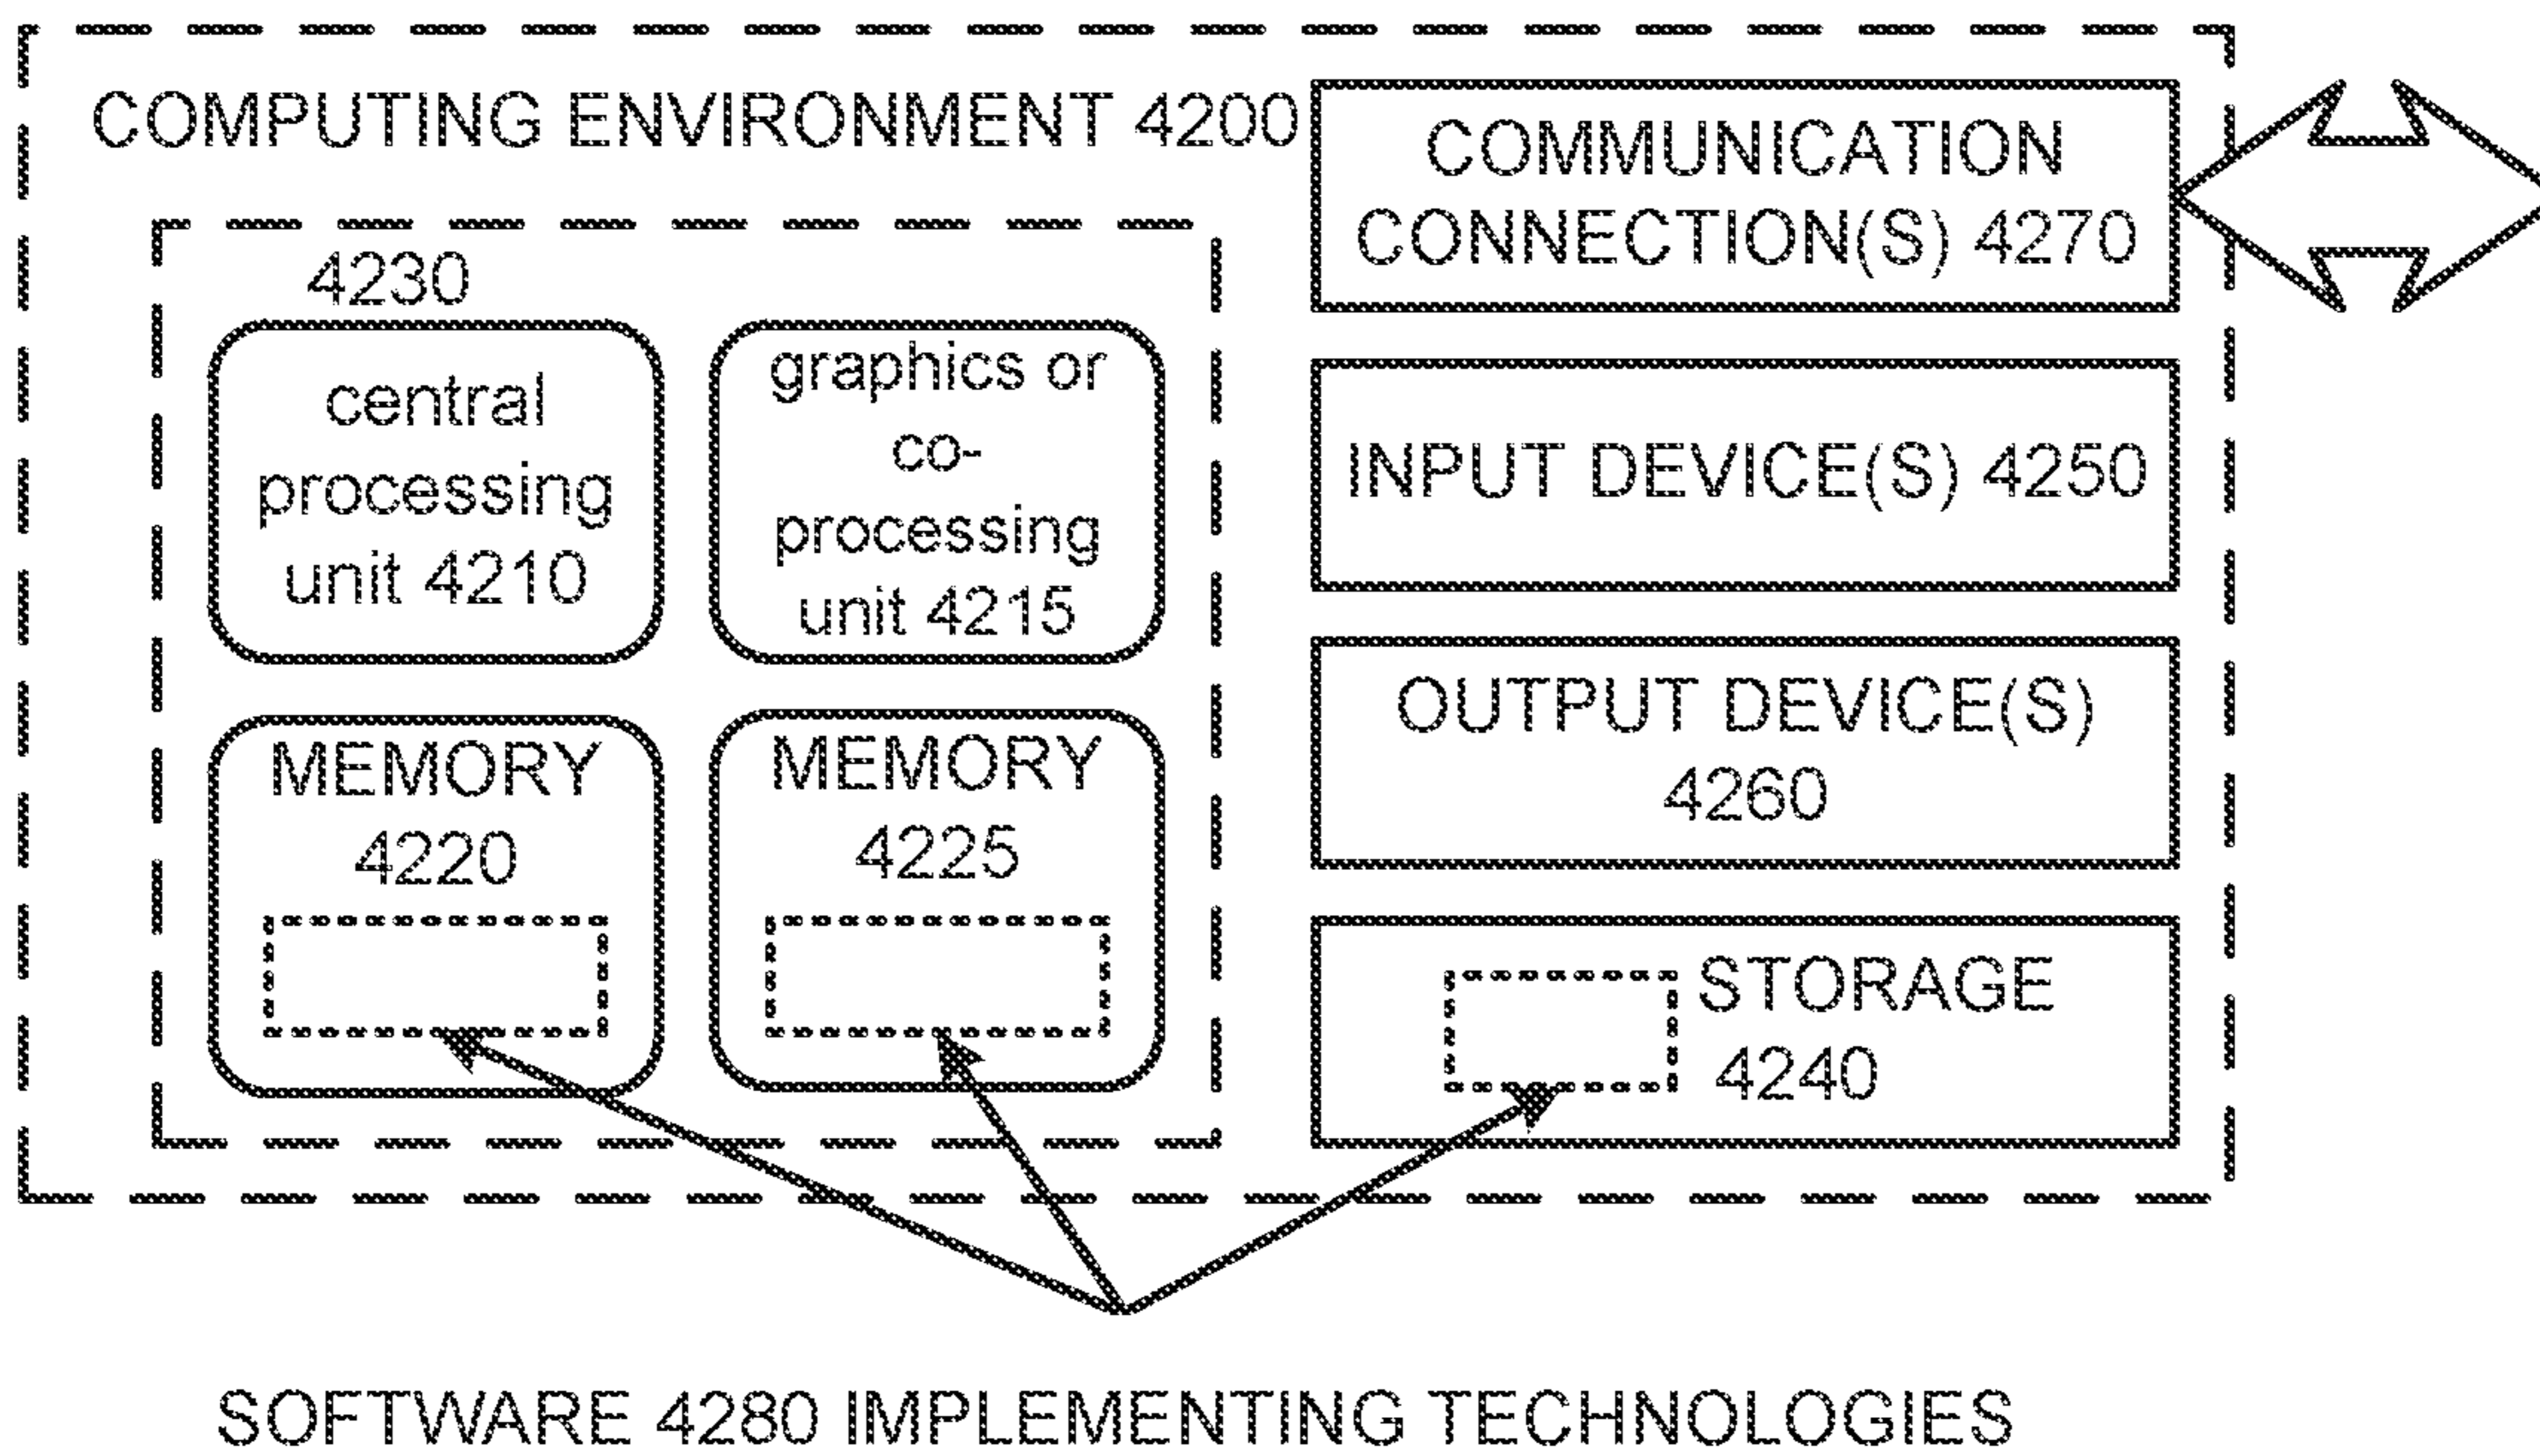 COMPUTING ENVIRONMENT 4200
4230
central
processing
unit 4210
graphics or
co-
processing
unit 4215
MEMORY
4220
MEMORY
4225
COMMUNICATION
CONNECTION(S) 4270
INPUT DEVICE(S) 4250
OUTPUT DEVICE(S)
4260
STORAGE
4240
SOFTWARE 4280 IMPLEMENTING TECHNOLOGIES